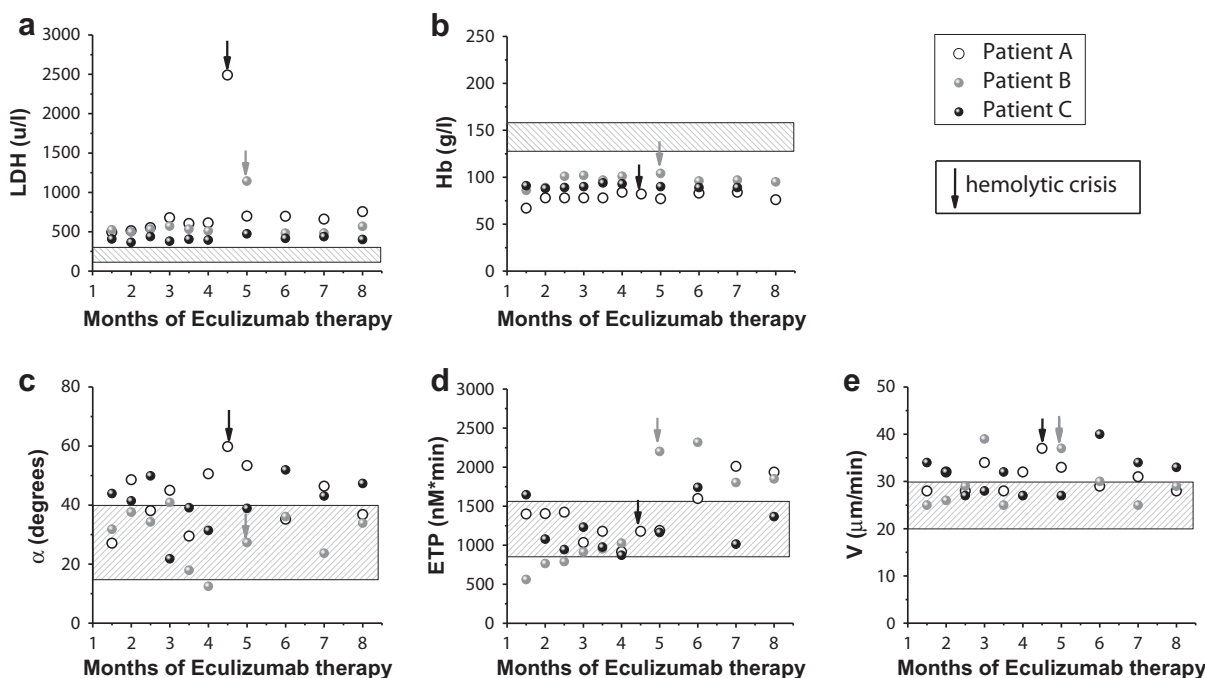 a
LDH (u/l)
3000
2500
2000
1500
1000
500
0
1 2 3 4 5 6 7 8
Months of Eculizumab therapy
b
Hb (g/l)
250
200
150
100
50
0
1 2 3 4 5 6 7 8
Months of Eculizumab therapy
Patient A
Patient B
Patient C
hemolytic crisis
c
α (degrees)
80
60
40
20
0
1 2 3 4 5 6 7 8
Months of Eculizumab therapy
d
ETP (nM*min)
3000
2500
2000
1500
1000
500
0
1 2 3 4 5 6 7 8
Months of Eculizumab therapy
e
V (μm/min)
50
40
30
20
10
0
1 2 3 4 5 6 7 8
Months of Eculizumab therapy